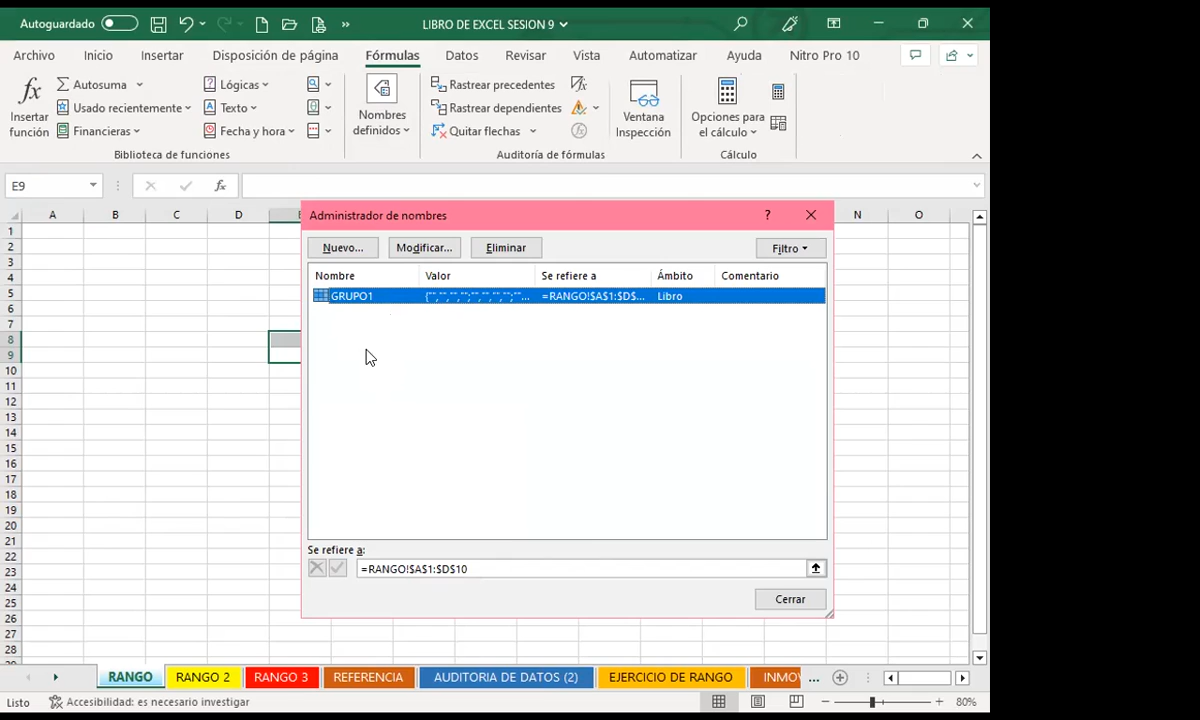 Autoguardado
LIBRO DE EXCEL SESION 9
Archivo Inicio Insertar Disposición de página Fórmulas Datos Revisar Vista Automatizar Ayuda Nitro Pro 10
Insertar función
Autosuma
Usado recientemente
Financieras
Lógicas
Texto
Fecha y hora
Biblioteca de funciones
Nombres definidos
Rastrear precedentes
Rastrear dependientes
Quitar flechas
Auditoría de fórmulas
Ventana Inspección
Opciones para el cálculo
Cálculo
E9
fx
A B C D E N O
Administrador de nombres
Nuevo... Modificar... Eliminar Filtro
Nombre Valor Se refiere a Ámbito Comentario
GRUPO1 {"","","","";"","","","";""... =RANGO!$A$1:$D$... Libro
Se refiere a:
=RANGO!$A$1:$D$10
Cerrar
1
2
3
4
5
6
7
8
9
10
11
12
13
14
15
16
17
18
19
20
21
22
23
24
25
26
27
28
RANGO RANGO 2 RANGO 3 REFERENCIA AUDITORIA DE DATOS (2) EJERCICIO DE RANGO INMOV ...
Listo Accesibilidad: es necesario investigar 80%